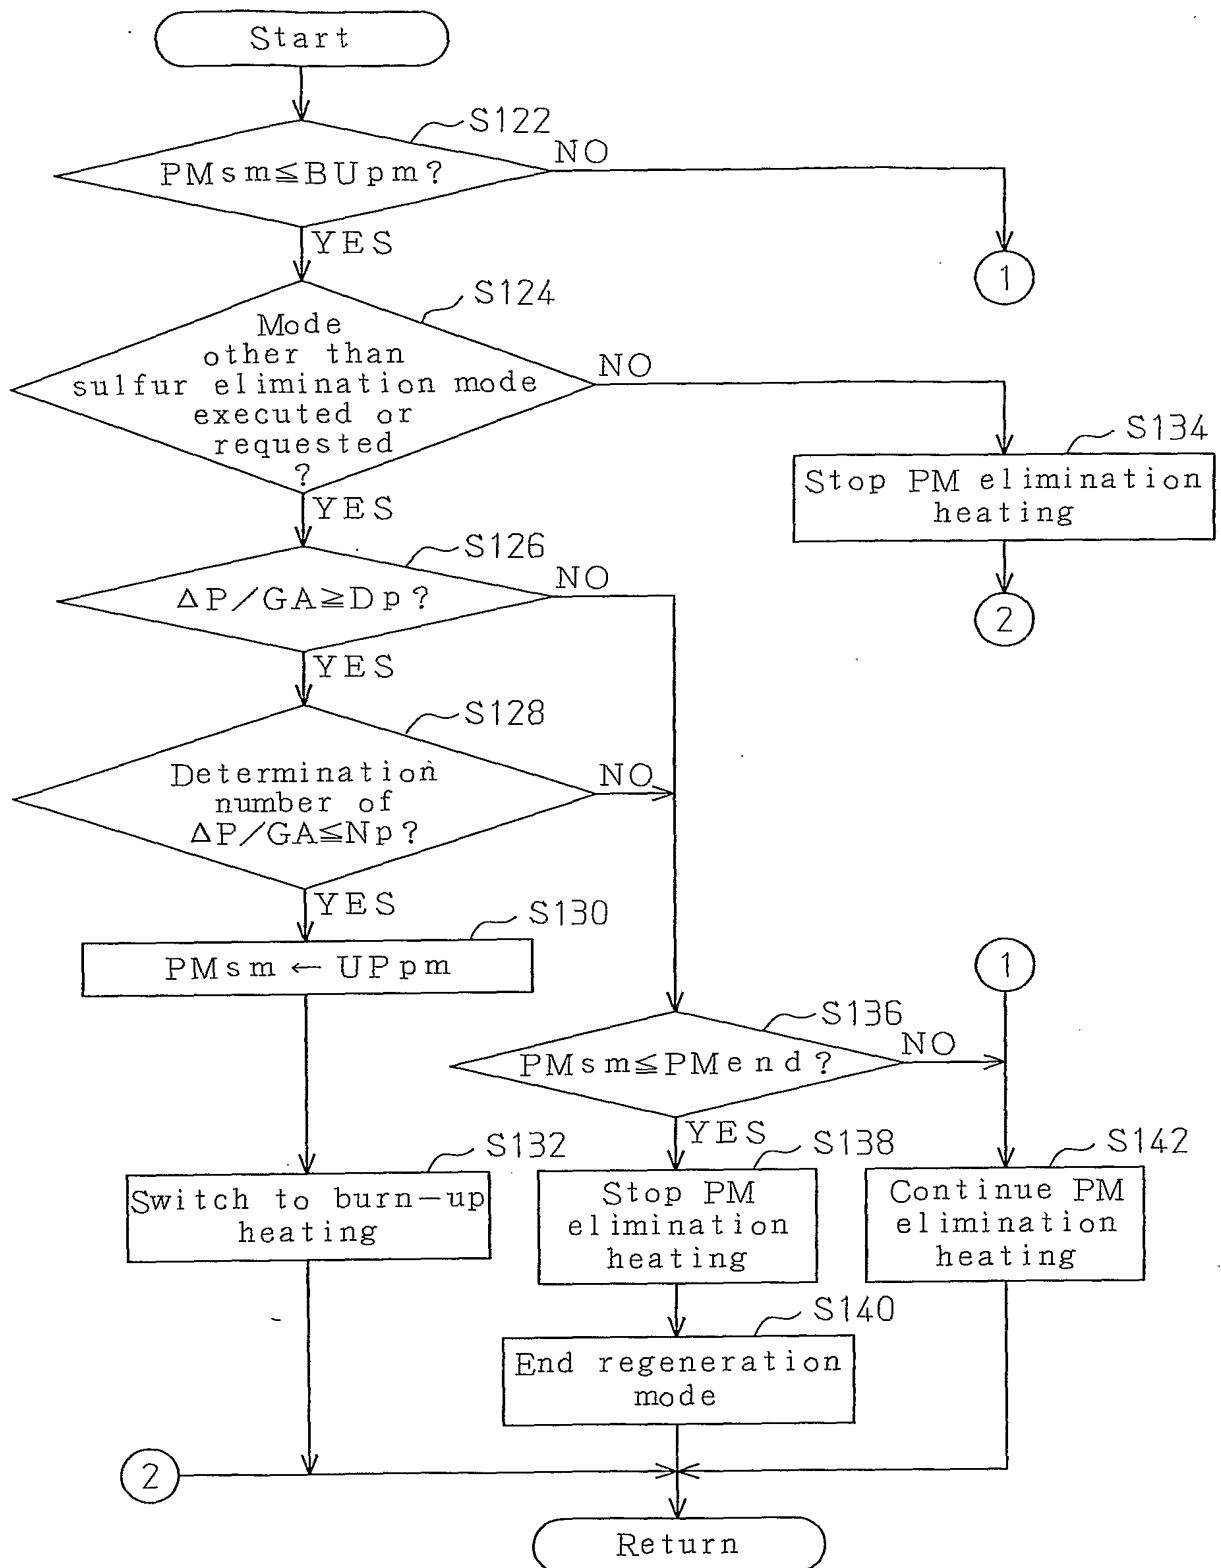 Start
S122
PMsm≦BUpm?
NO
YES
1
S124
Mode
other than
sulfur elimination mode
executed or
requested
?
NO
YES
S134
Stop PM elimination
heating
2
S126
ΔP/GA≧Dp?
NO
YES
S128
Determination
number of
ΔP/GA≦Np?
NO
YES
S130
PMsm ← UPpm
1
S136
PMsm≦PMend?
NO
YES
S132
Switch to burn-up
heating
S138
Stop PM
elimination
heating
S142
Continue PM
elimination
heating
S140
End regeneration
mode
2
Return